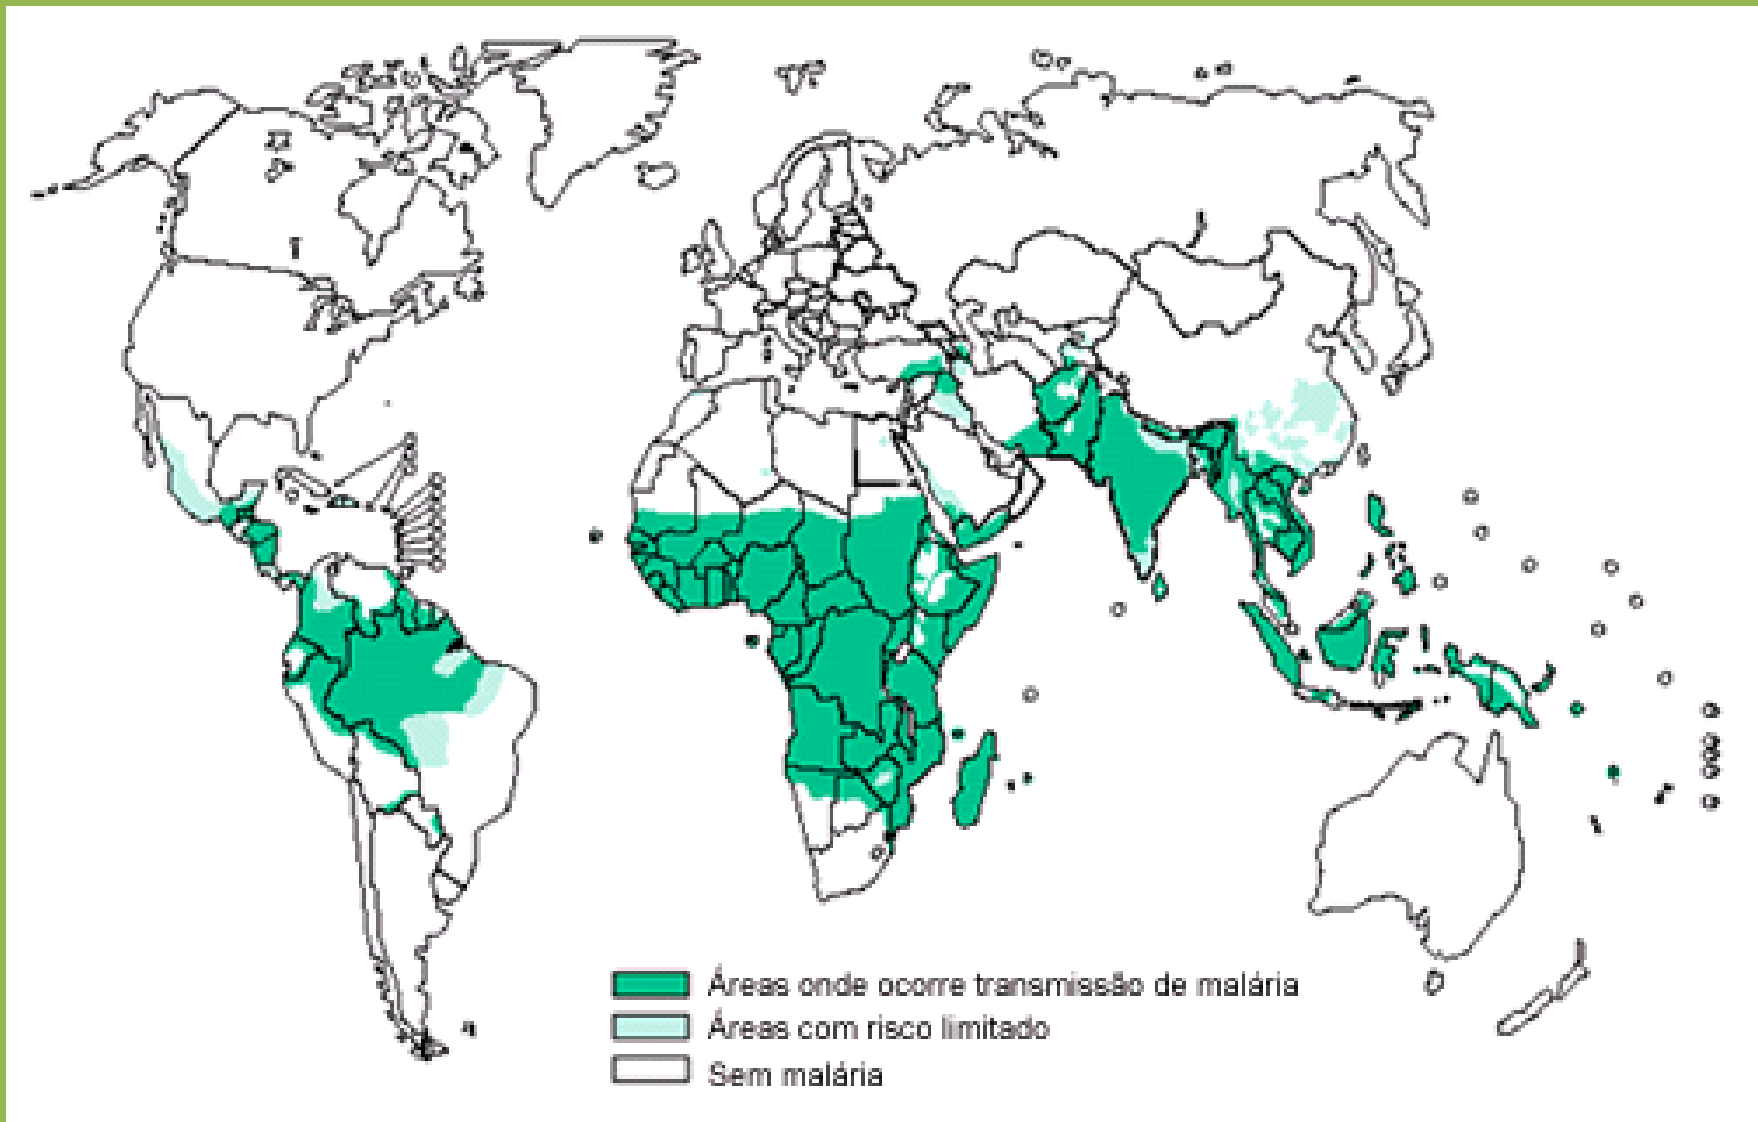 Áreas onde ocorre transmissão de malária
Áreas com risco limitado
Sem malária